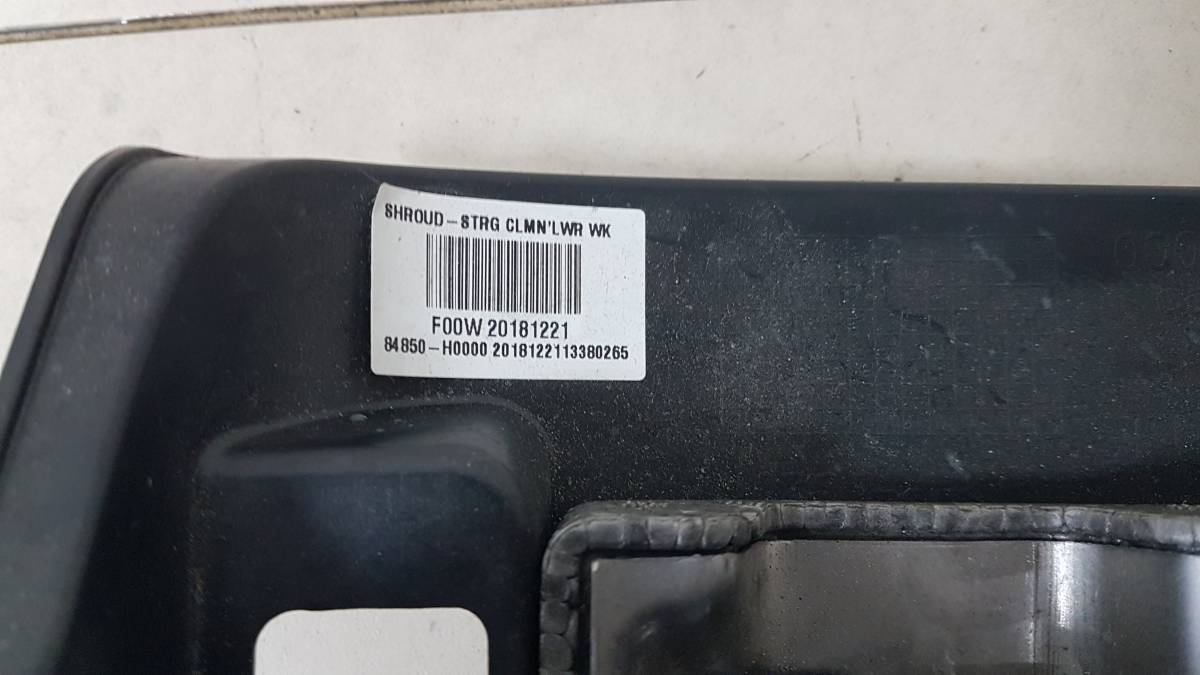 SHROUD-STRG CLMN'LWR WK
F00W 20181221
84850-H0000 2018122113380265